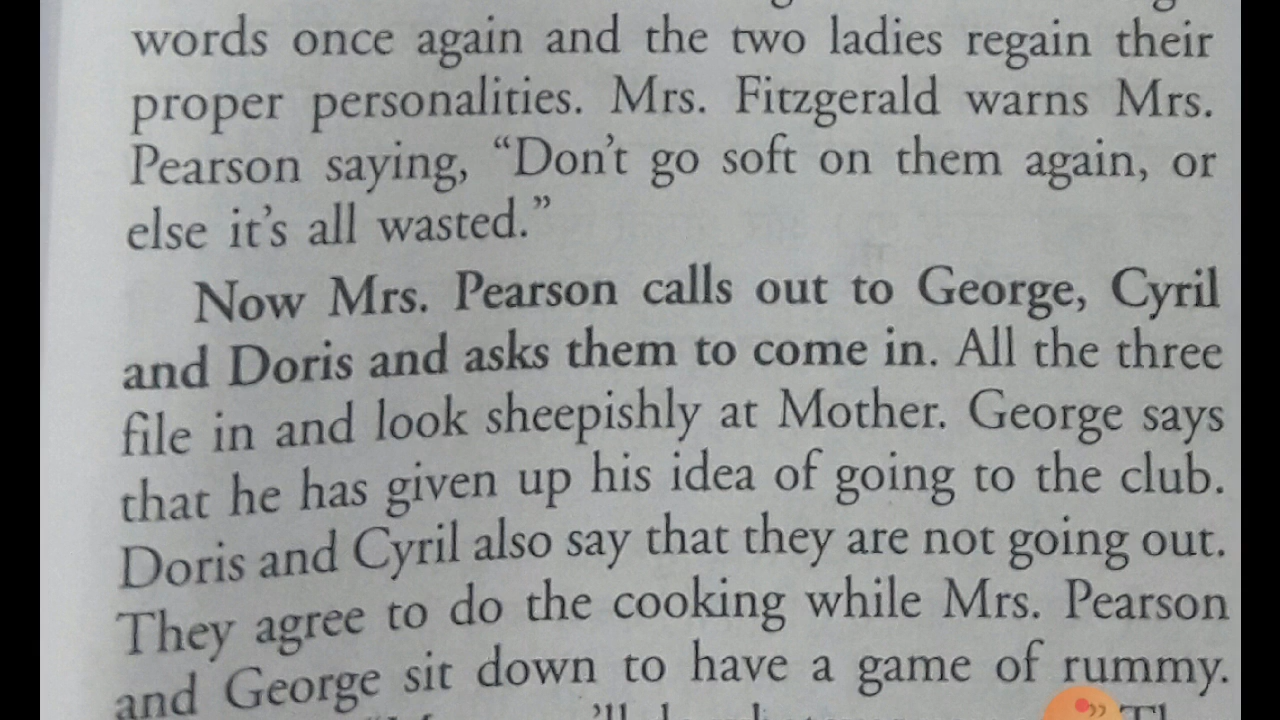 words once again and the two ladies regain their
proper personalities. Mrs. Fitzgerald warns Mrs.
Pearson saying, “Don’t go soft on them again, or
else it’s all wasted.”
Now Mrs. Pearson calls out to George, Cyril
and Doris and asks them to come in. All the three
file in and look sheepishly at Mother. George says
that he has given up his idea of going to the club.
Doris and Cyril also say that they are not going out.
They agree to do the cooking while Mrs. Pearson
and George sit down to have a game of rummy.